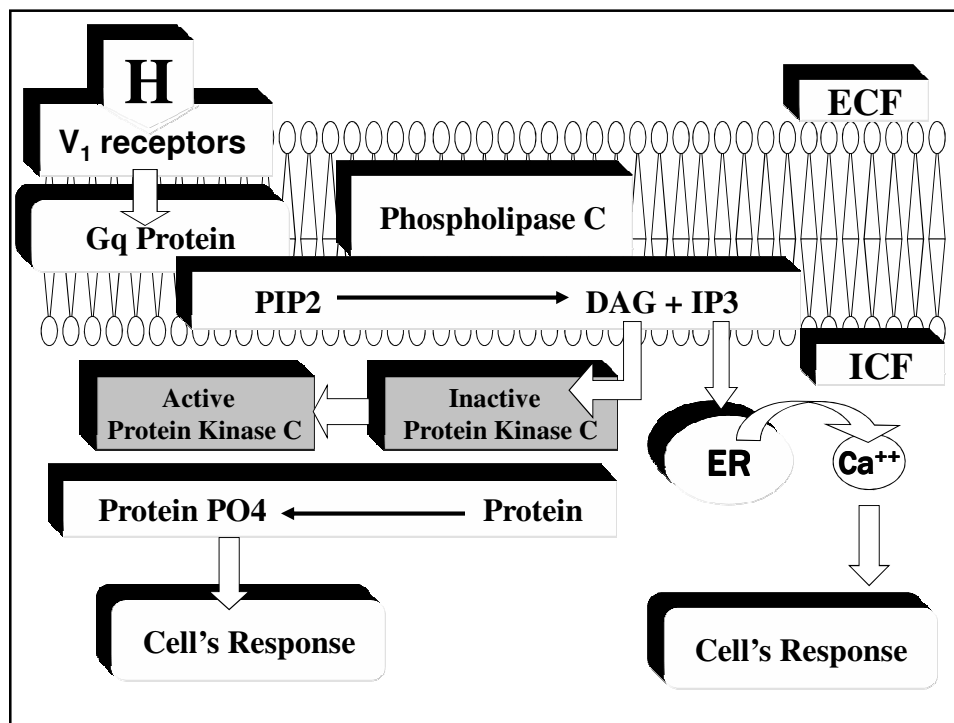 H
ECF
V₁ receptors
Phospholipase C
Gq Protein
PIP2 DAG + IP3
ICF
Active
Protein Kinase C
Inactive
Protein Kinase C
ER
Ca⁺⁺
Protein PO4 Protein
Cell's Response
Cell's Response